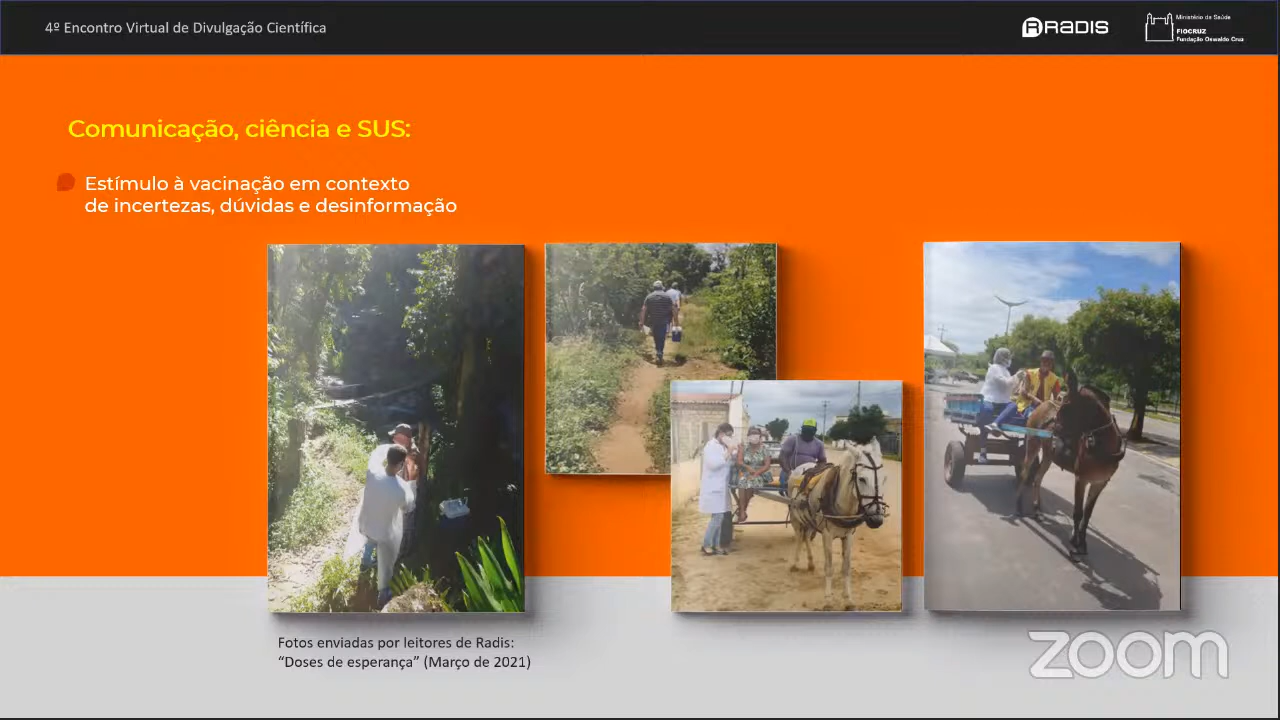 4º Encontro Virtual de Divulgação Científica
RADIS
Ministério da Saúde
FIOCRUZ
Fundação Oswaldo Cruz
Comunicação, ciência e SUS:
Estímulo à vacinação em contexto
de incertezas, dúvidas e desinformação
Fotos enviadas por leitores de Radis:
“Doses de esperança” (Março de 2021)
zoom